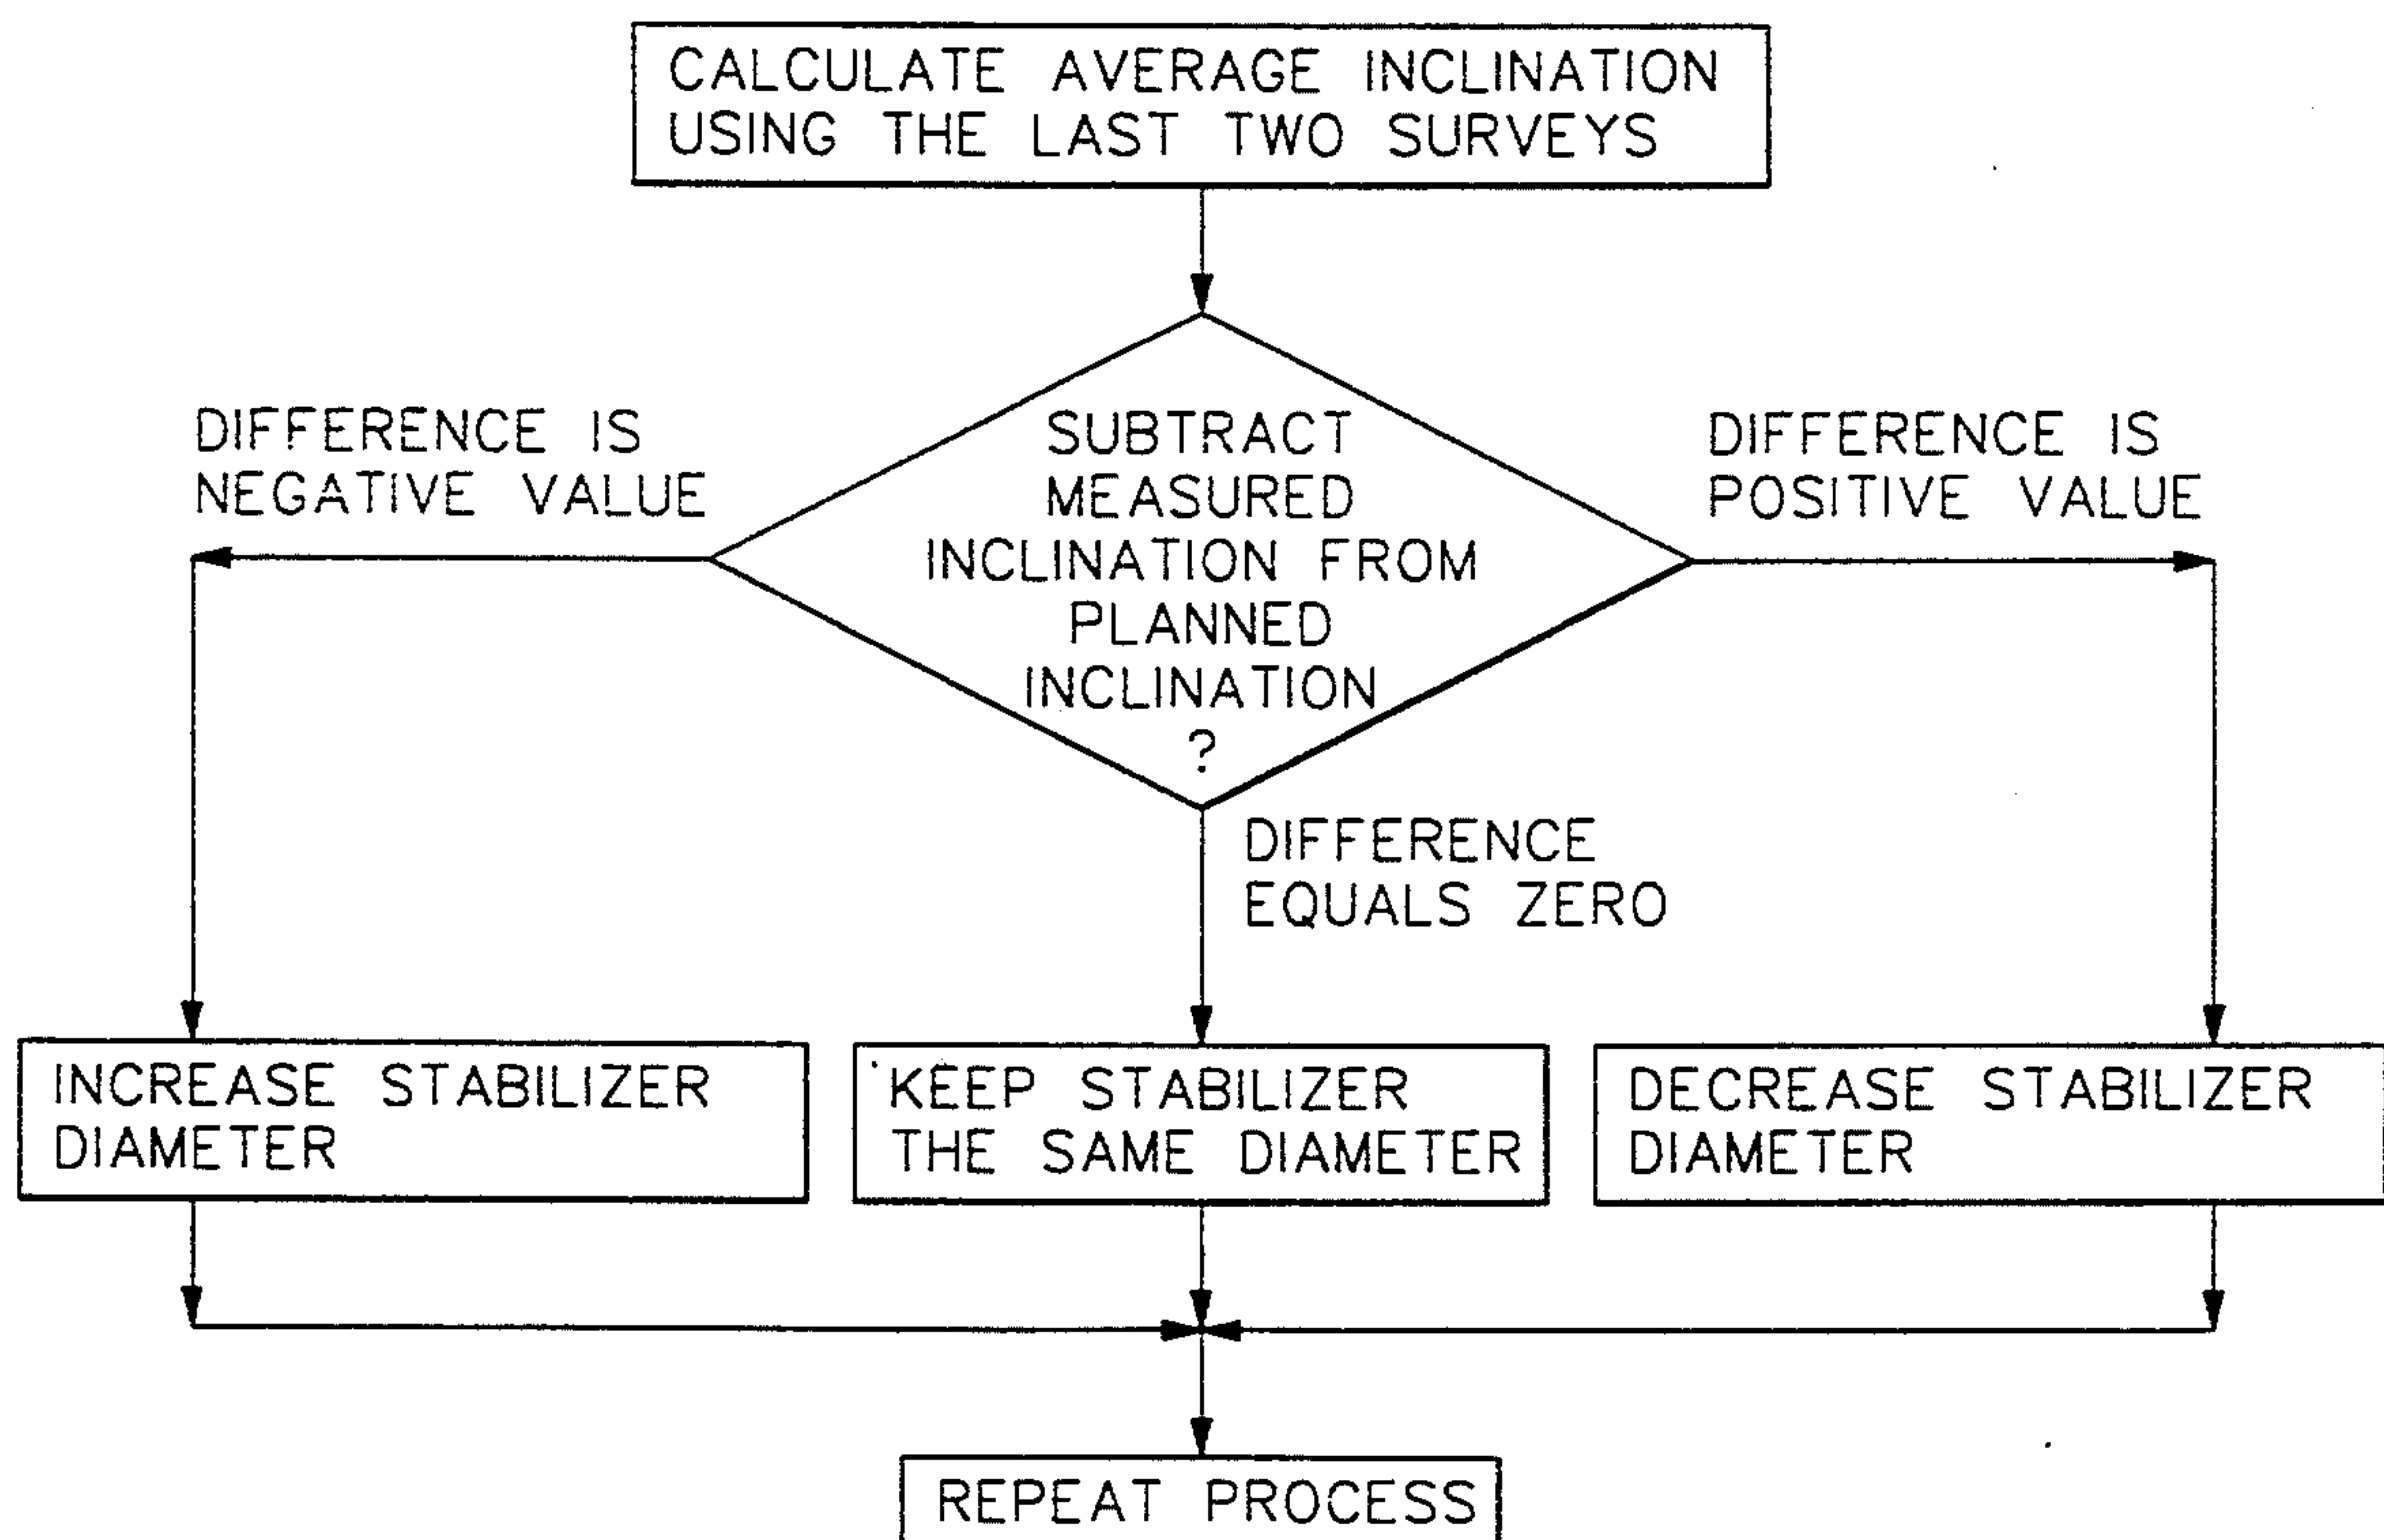 CALCULATE AVERAGE INCLINATION
USING THE LAST TWO SURVEYS
SUBTRACT
MEASURED
INCLINATION FROM
PLANNED
INCLINATION
?
DIFFERENCE IS
NEGATIVE VALUE
DIFFERENCE IS
POSITIVE VALUE
DIFFERENCE
EQUALS ZERO
INCREASE STABILIZER
DIAMETER
KEEP STABILIZER
THE SAME DIAMETER
DECREASE STABILIZER
DIAMETER
REPEAT PROCESS